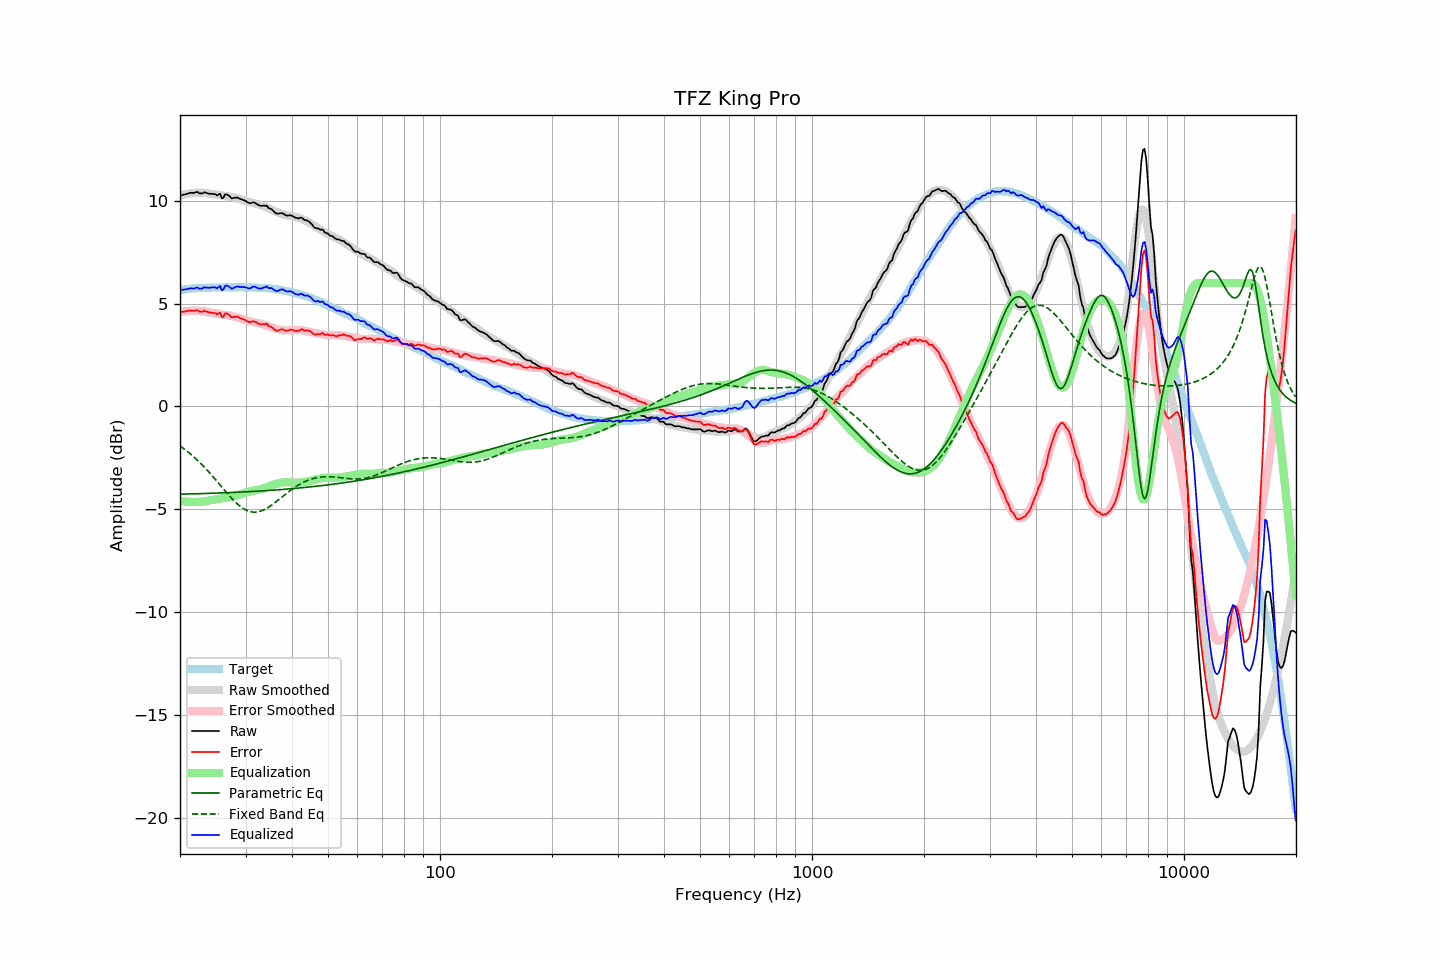 TFZ King Pro
Amplitude (dBr)
10
5
0
−5
−10
−15
−20
Target
Raw Smoothed
Error Smoothed
Raw
Error
Equalization
Parametric Eq
Fixed Band Eq
Equalized
100
1000
10000
Frequency (Hz)